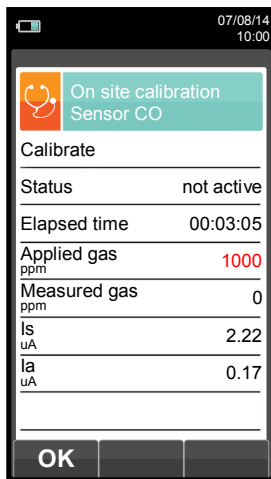 07/08/14
10:00
On site calibration
Sensor CO
Calibrate
Status not active
Elapsed time 00:03:05
Applied gas 1000
ppm
Measured gas 0
ppm
Is 2.22
uA
Ia 0.17
uA
OK